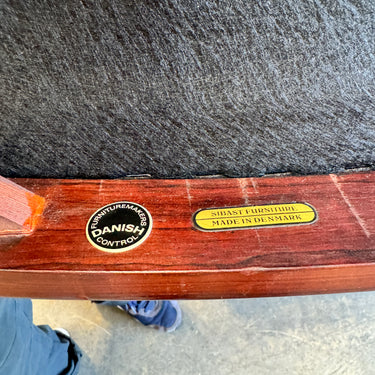 FURNITUREMAKERS
DANISH
CONTROL
SIBAST FURNITURE
MADE IN DENMARK